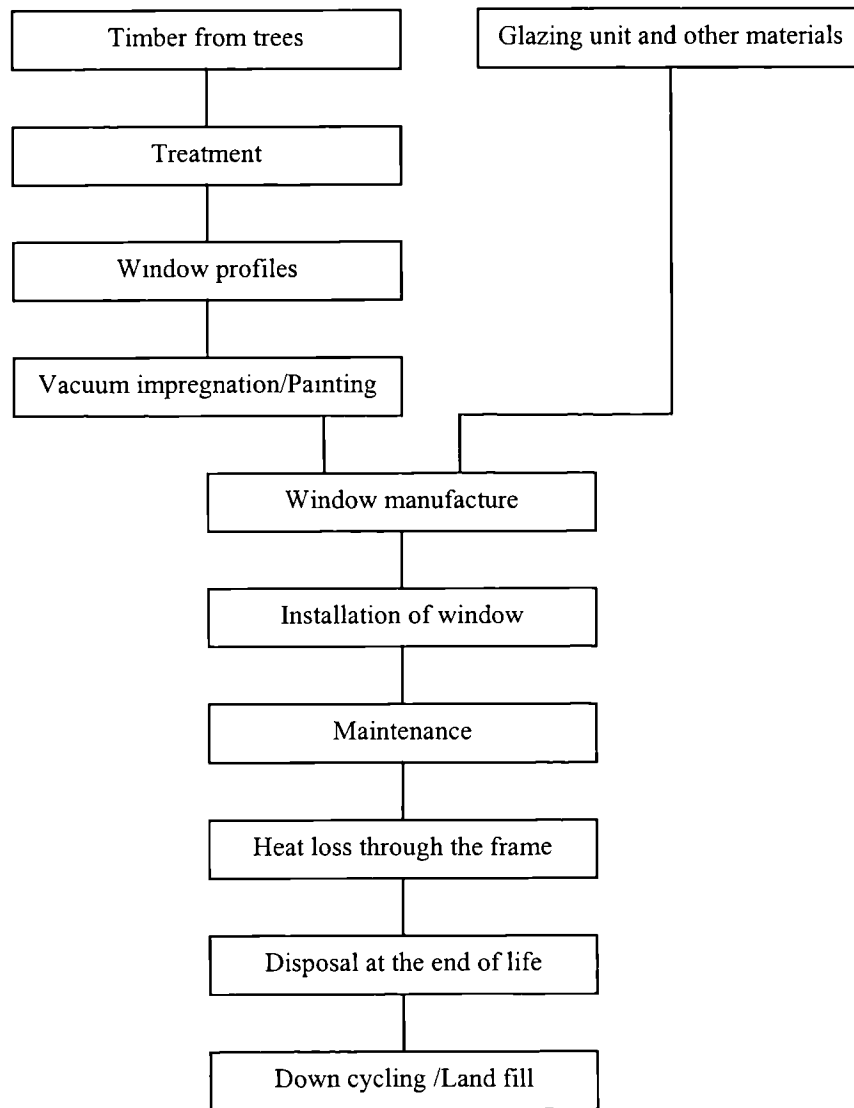 Timber from trees
Glazing unit and other materials
Treatment
Window profiles
Vacuum impregnation/Painting
Window manufacture
Installation of window
Maintenance
Heat loss through the frame
Disposal at the end of life
Down cycling /Land fill